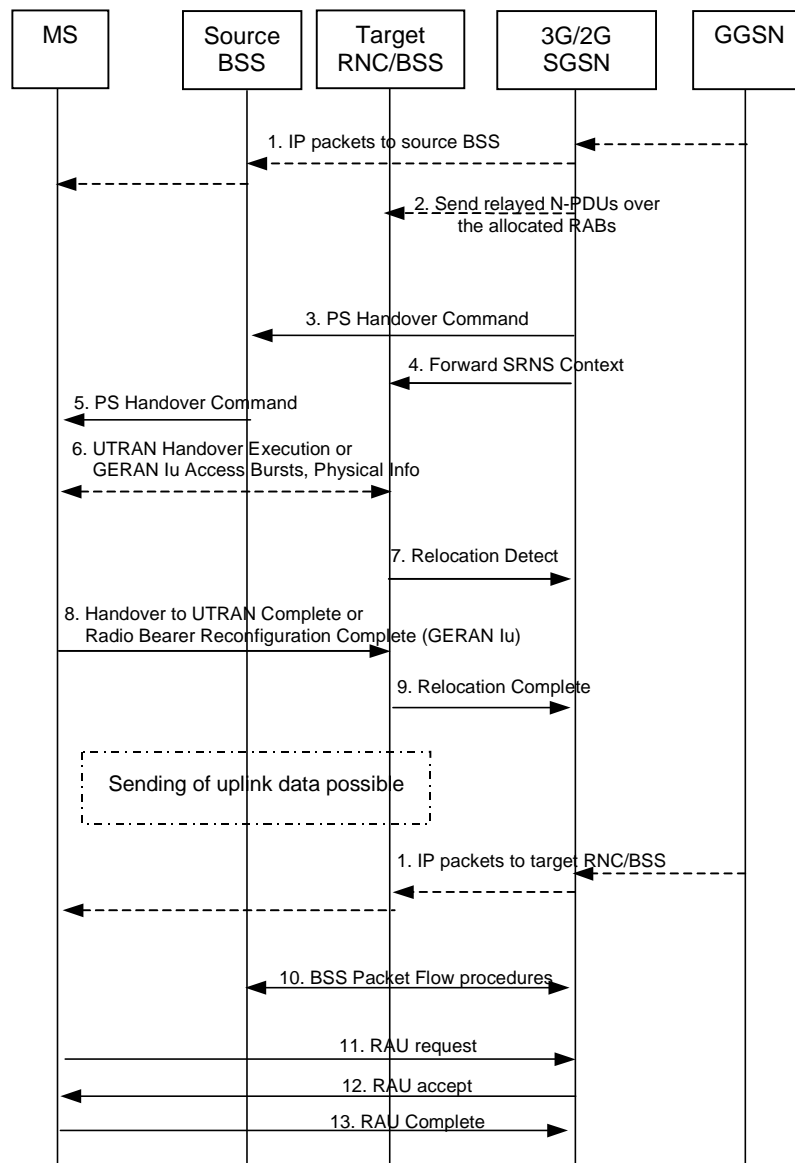 MS
Source
BSS
Target
RNC/BSS
3G/2G
SGSN
GGSN
1. IP packets to source BSS
2. Send relayed N-PDUs over
the allocated RABs
3. PS Handover Command
4. Forward SRNS Context
5. PS Handover Command
6. UTRAN Handover Execution or
GERAN Iu Access Bursts, Physical Info
7. Relocation Detect
8. Handover to UTRAN Complete or
Radio Bearer Reconfiguration Complete (GERAN Iu)
9. Relocation Complete
Sending of uplink data possible
1. IP packets to target RNC/BSS
10. BSS Packet Flow procedures
11. RAU request
12. RAU accept
13. RAU Complete